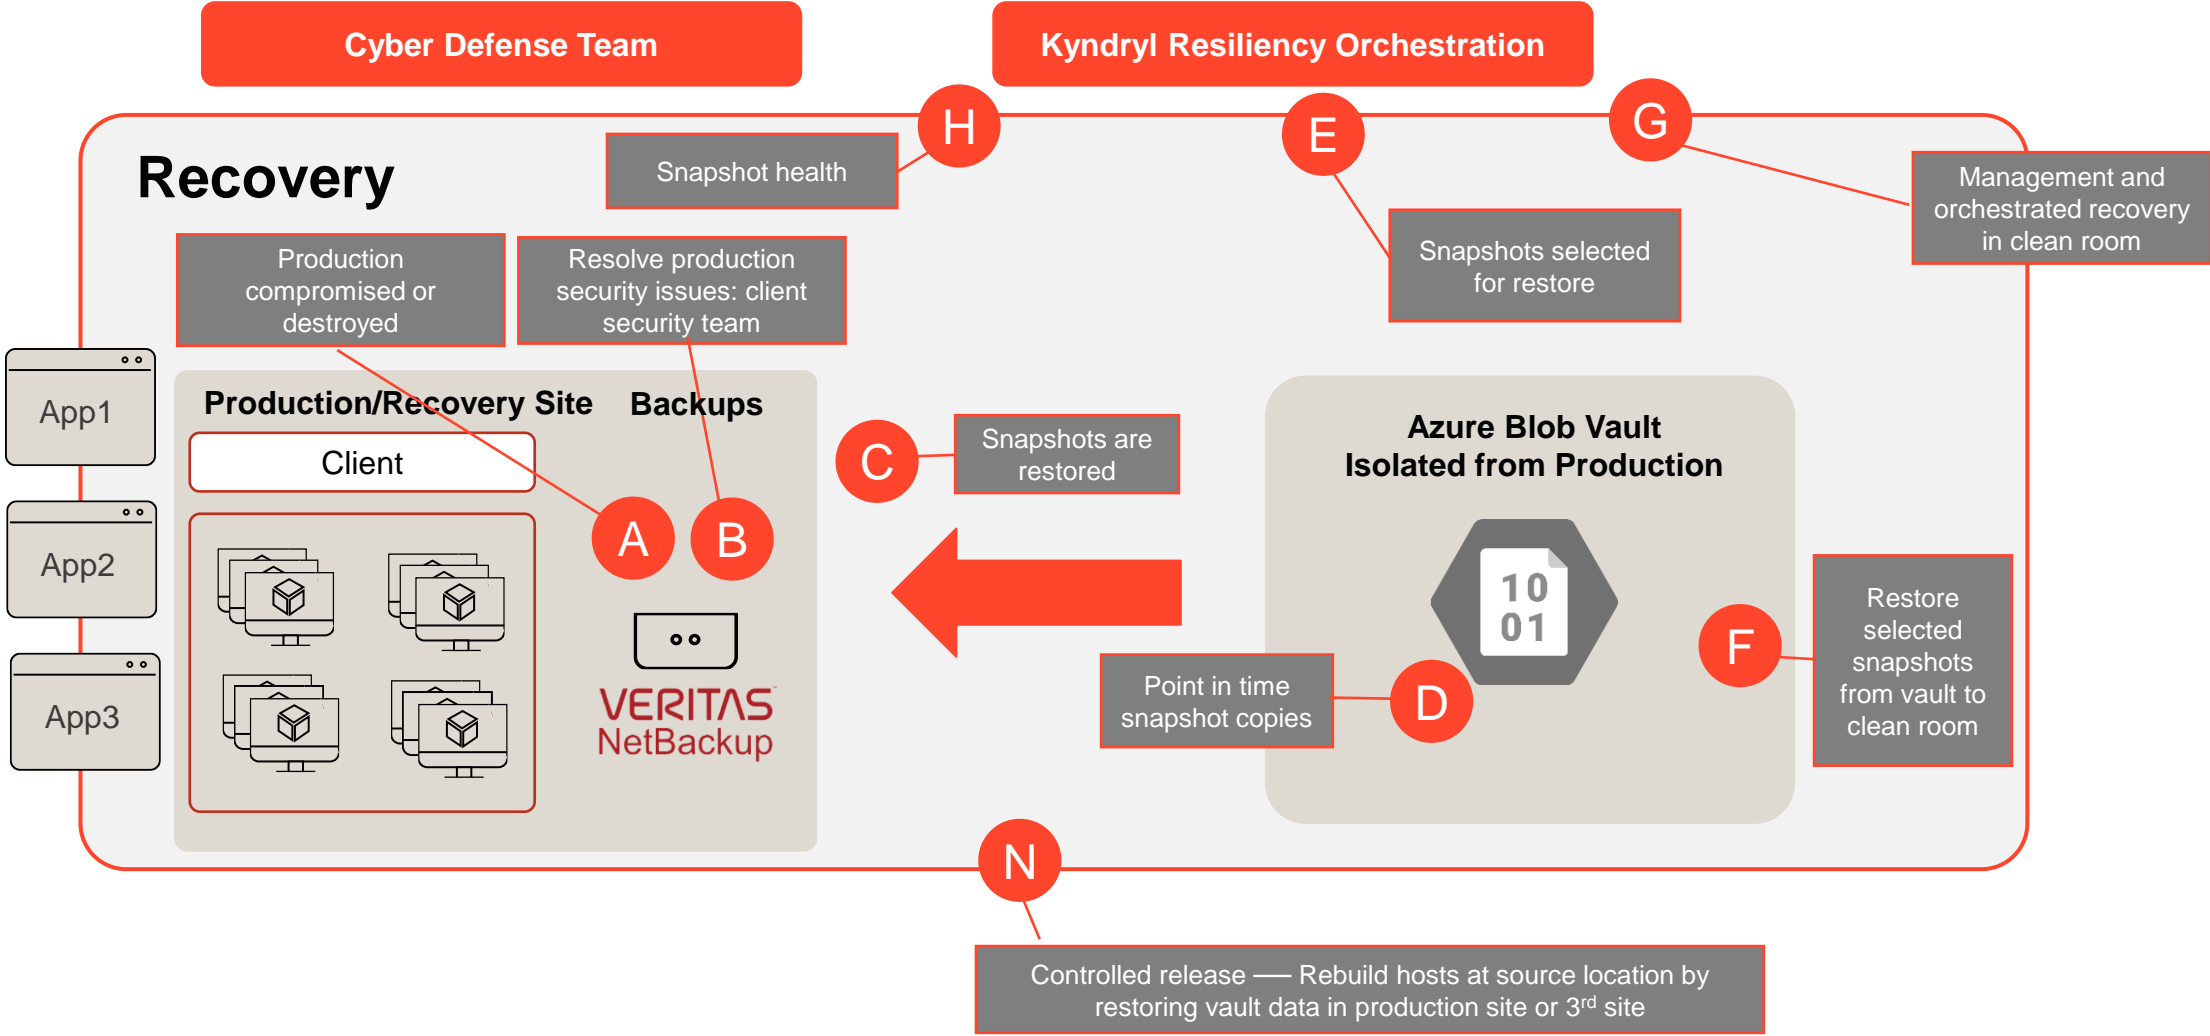 Cyber Defense Team
Kyndryl Resiliency Orchestration
H
E
G
Recovery
Snapshot health
Management and
orchestrated recovery
in clean room
Snapshots selected
for restore
Production
compromised or
destroyed
Resolve production
security issues: client
security team
App1
App2
App3
Production/Recovery Site
Backups
Client
A
B
VERITAS
NetBackup
C
Snapshots are
restored
Azure Blob Vault
Isolated from Production
10
01
Point in time
snapshot copies
D
F
Restore
selected
snapshots
from vault to
clean room
N
Controlled release —– Rebuild hosts at source location by
restoring vault data in production site or 3rd site